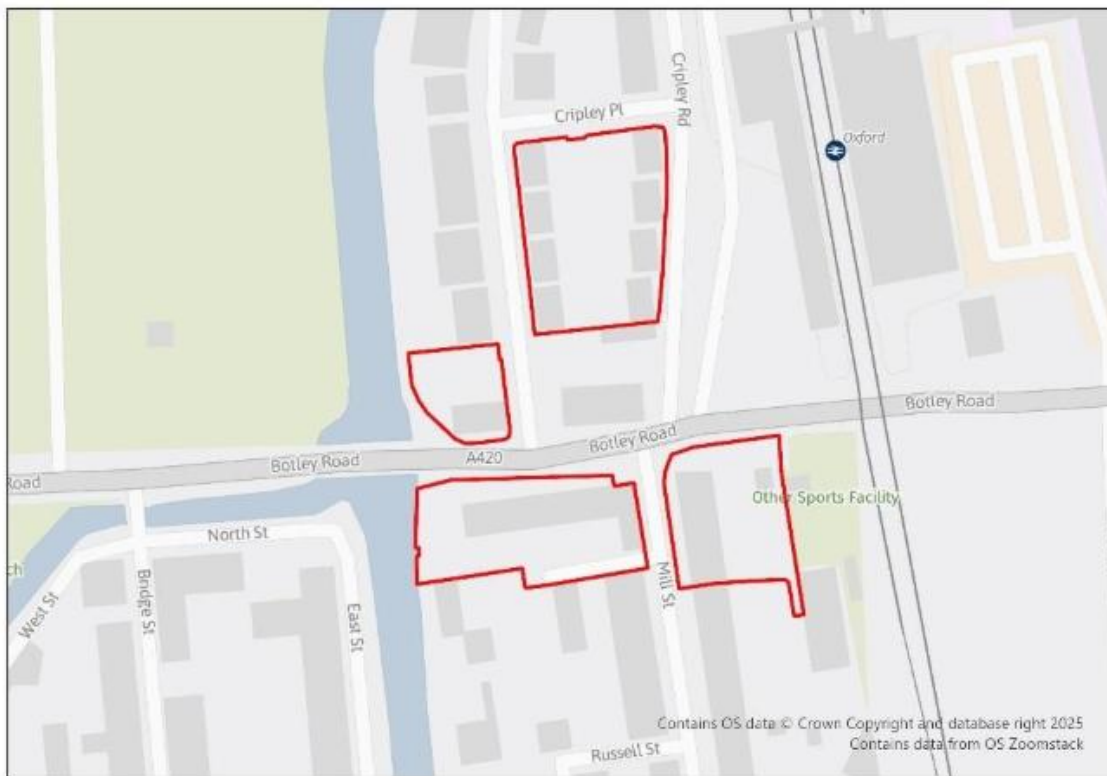 Cripley Pl
Cripley Rd
Oxford
Botley Road
Botley Road
A420
Botley Road
Road
Other Sports Facility
North St
ch
West St
Bridge St
East St
Mill St
Russell St
Contains OS data © Crown Copyright and database right 2025
Contains data from OS Zoomstack